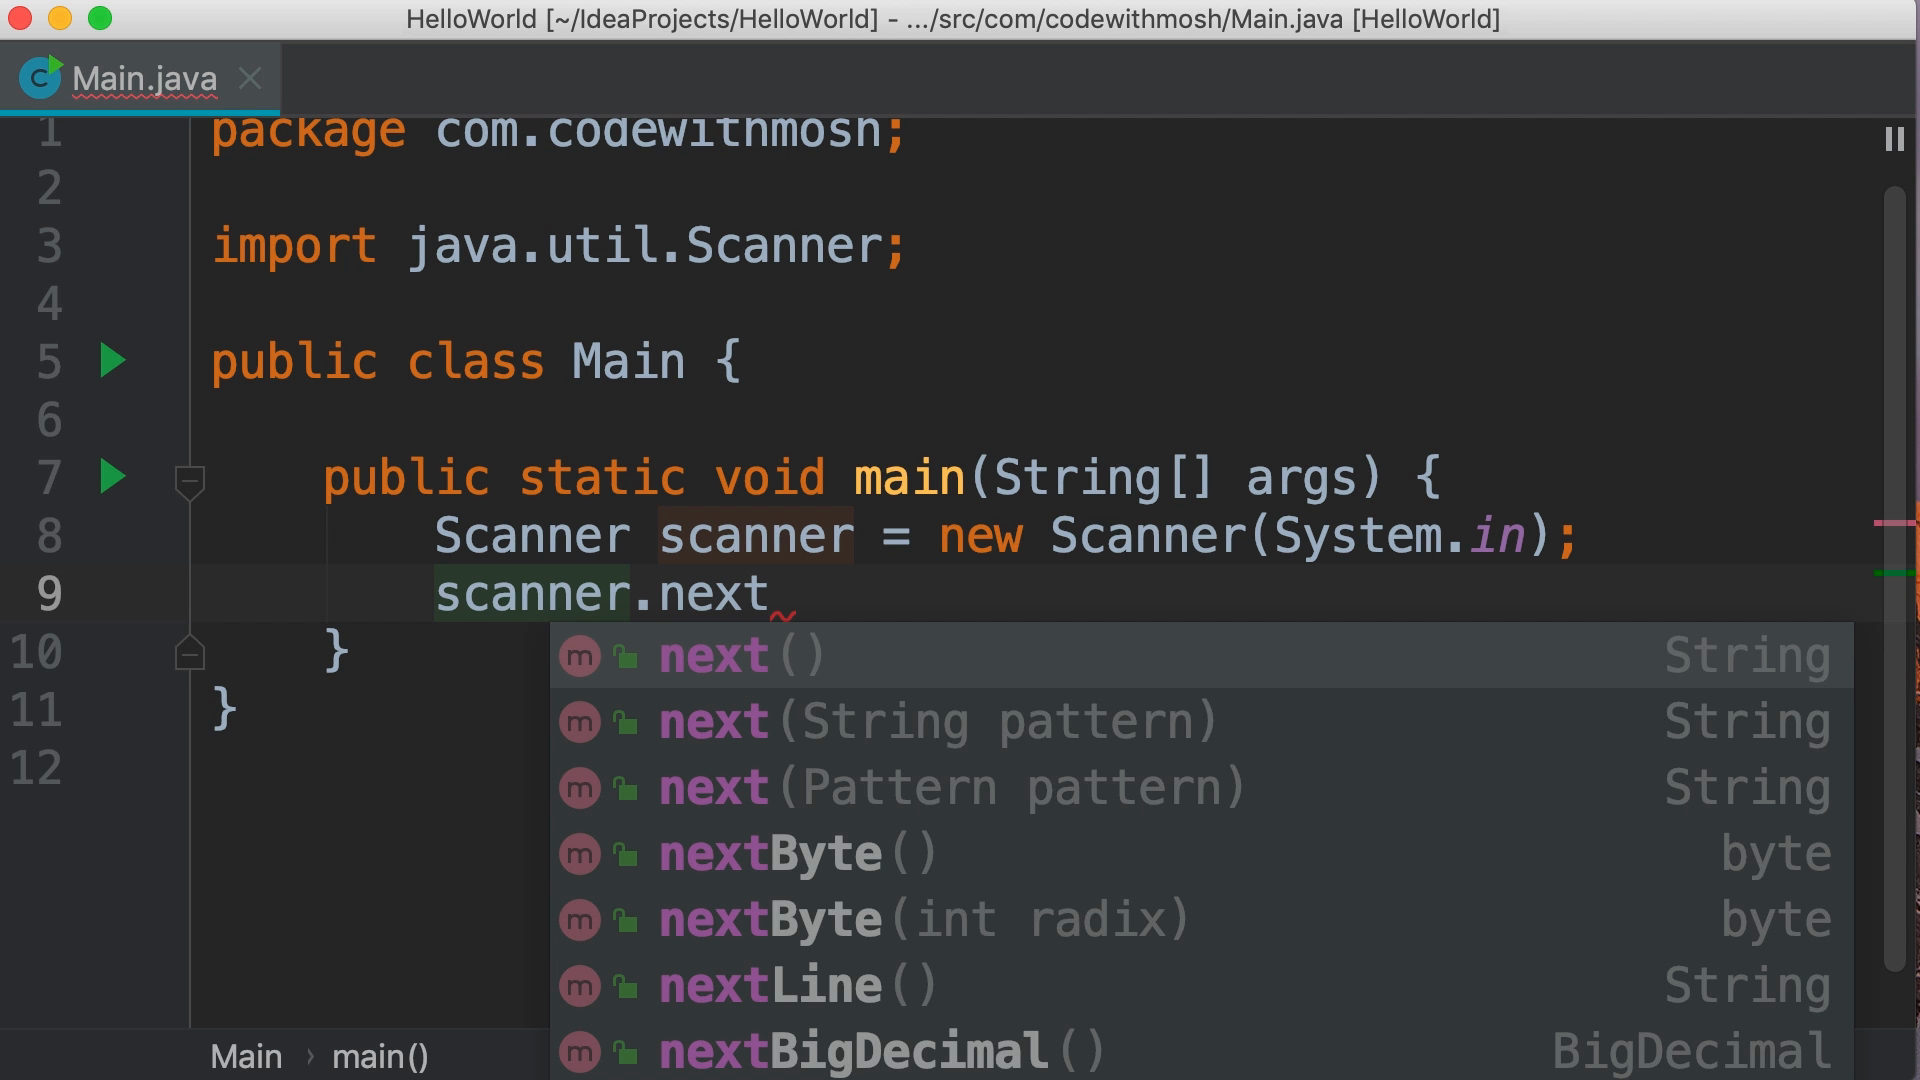 HelloWorld [~/IdeaProjects/HelloWorld] - .../src/com/codewithmosh/Main.java [HelloWorld]
C Main.java
1 package com.codewithmosh;
2
3 import java.util.Scanner;
4
5 public class Main {
6
7 public static void main(String[] args) {
8 Scanner scanner = new Scanner(System.in);
9 scanner.next
10 }
11 }
12
m next() String
m next(String pattern) String
m next(Pattern pattern) String
m nextByte() byte
m nextByte(int radix) byte
m nextLine() String
m nextBigDecimal() BigDecimal
Main › main()